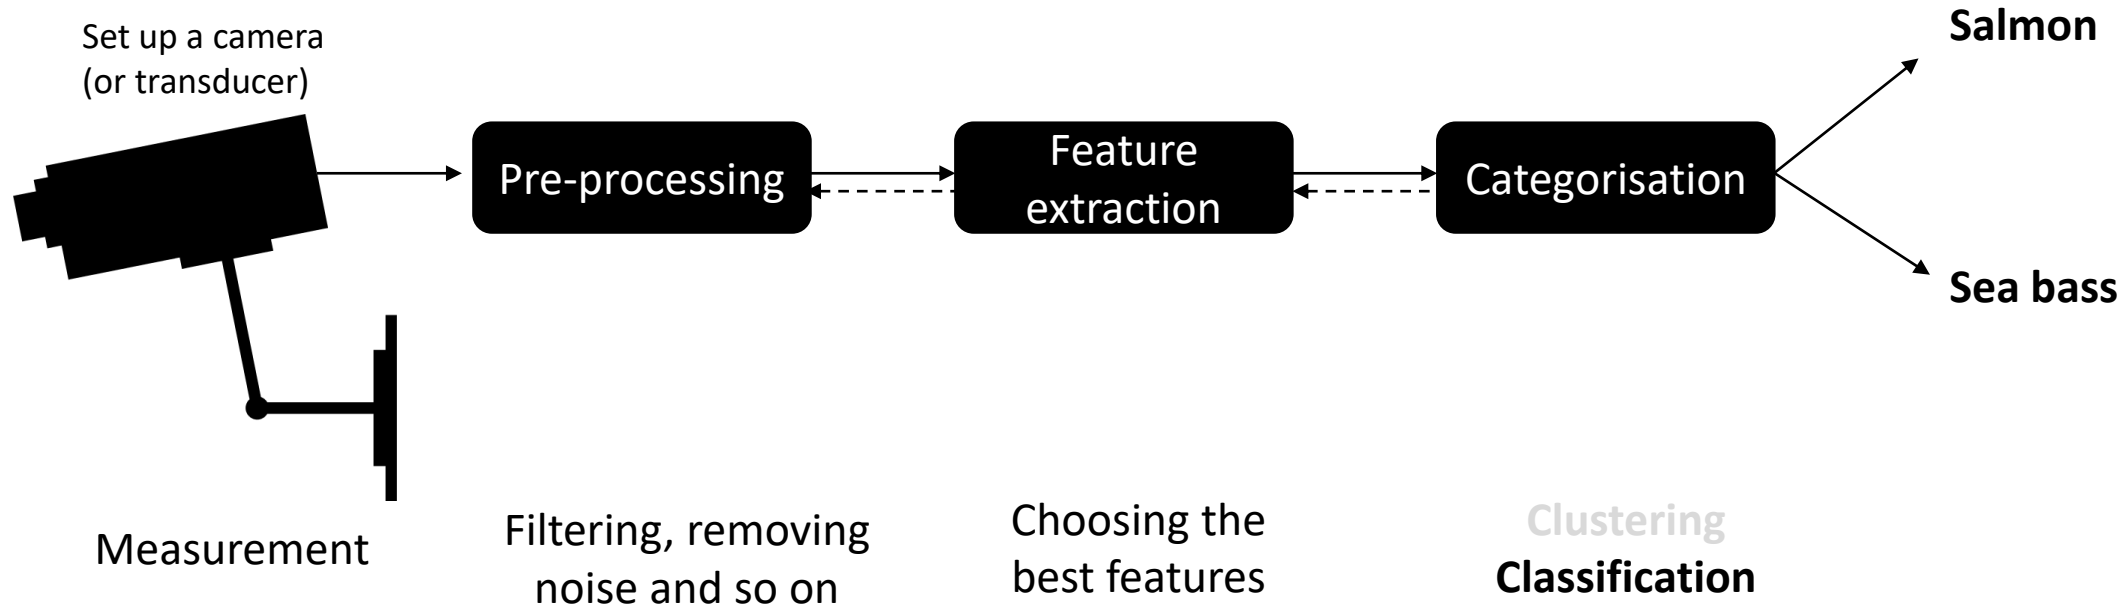 Set up a camera
(or transducer)
Salmon
Pre-processing
Feature
extraction
Categorisation
Sea bass
Measurement
Filtering, removing
noise and so on
Choosing the
best features
Clustering
Classification